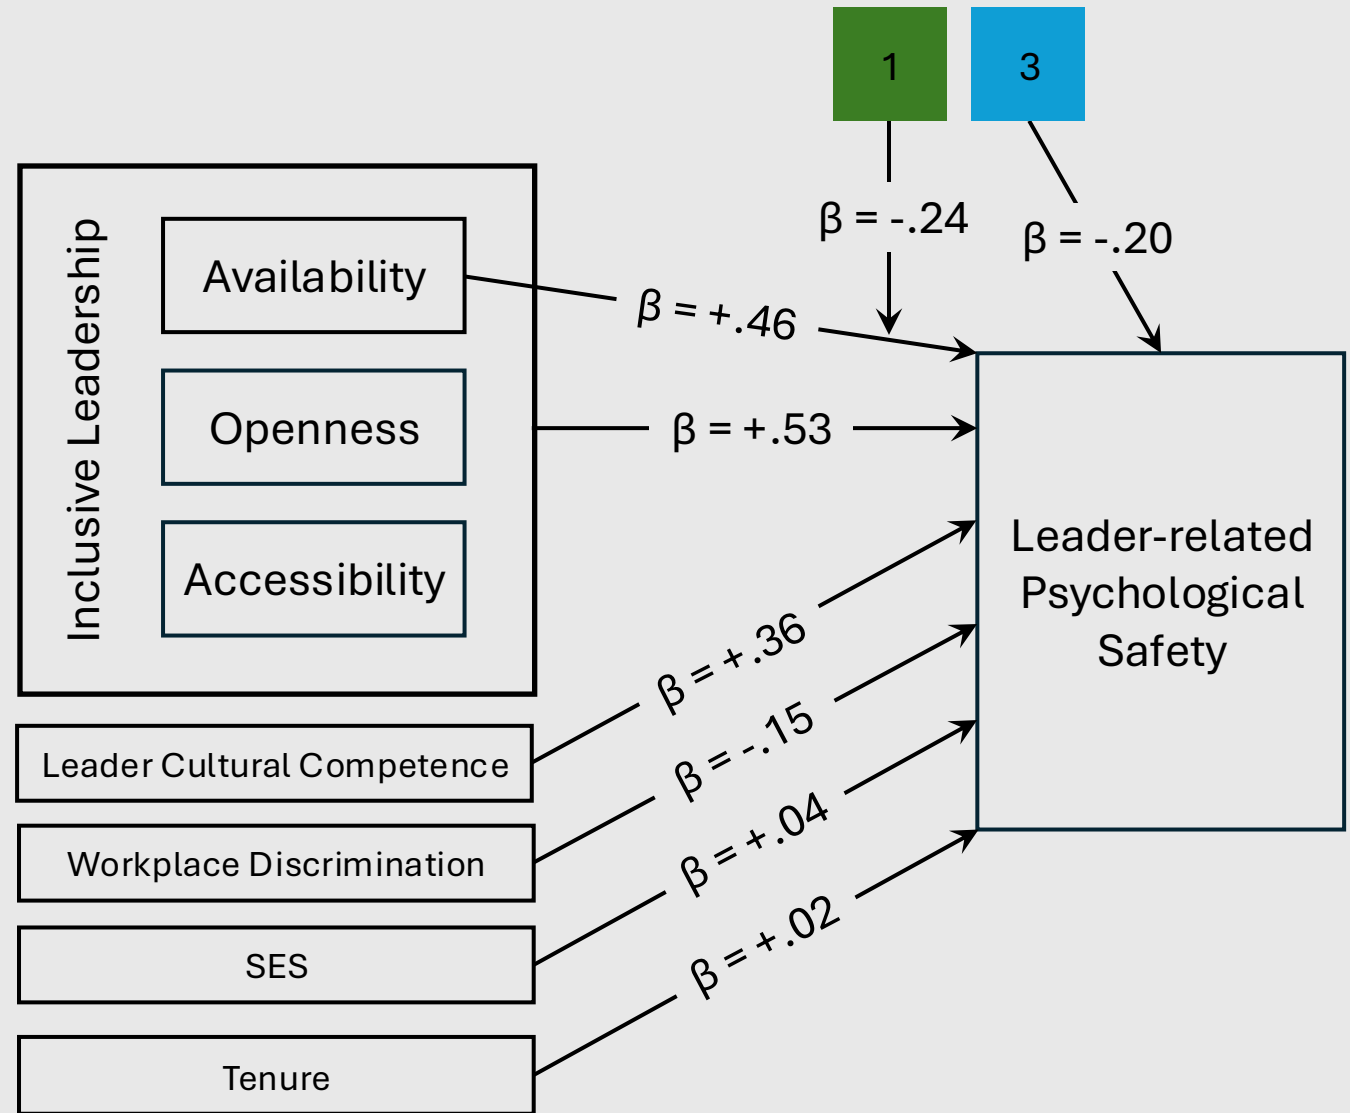 1
3
β = -.24
β = -.20
Inclusive Leadership
Availability
β = +.46
Openness
β = +.53
Accessibility
Leader-related
Psychological
Safety
β = +.36
Leader Cultural Competence
β = -.15
Workplace Discrimination
β = +.04
SES
β = +.02
Tenure